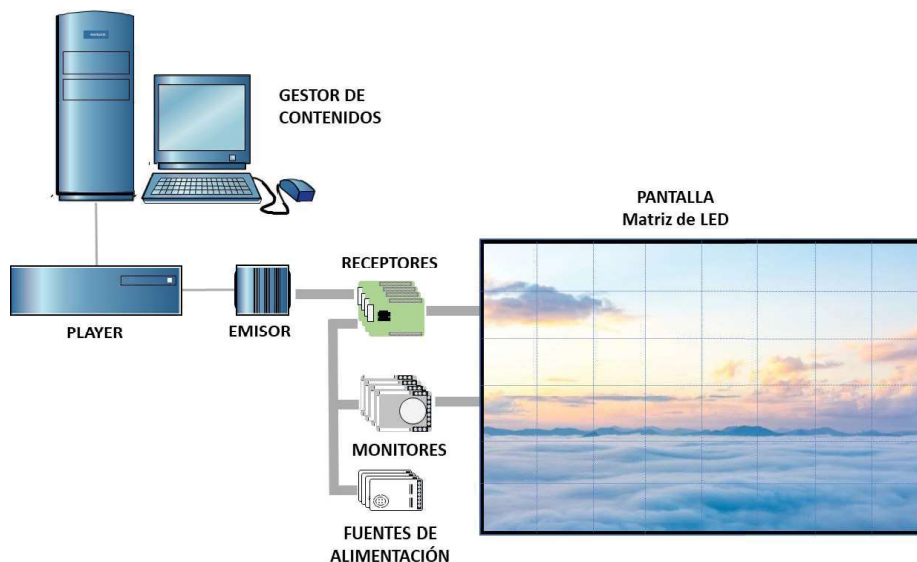 GESTOR DE
CONTENIDOS
PANTALLA
Matriz de LED
RECEPTORES
PLAYER
EMISOR
MONITORES
FUENTES DE
ALIMENTACIÓN